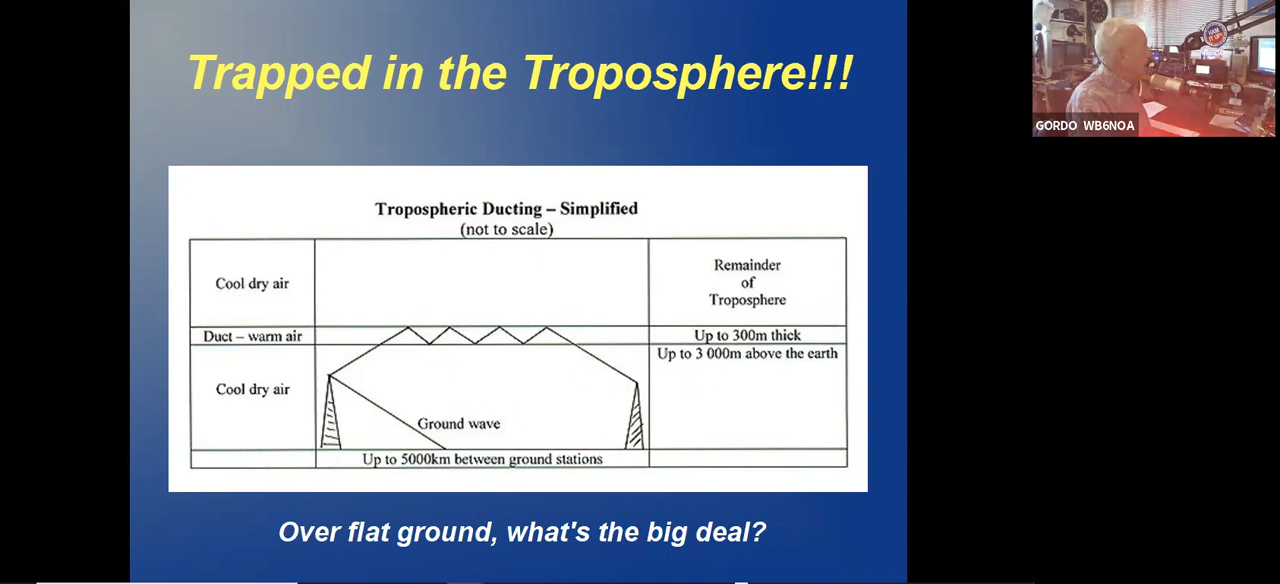 Trapped in the Troposphere!!!
Tropospheric Ducting – Simplified
(not to scale)
Cool dry air
Remainder
of
Troposphere
Duct – warm air
Up to 300m thick
Up to 3 000m above the earth
Cool dry air
Ground wave
Up to 5000km between ground stations
Over flat ground, what's the big deal?
HAM
GORDO WB6NOA